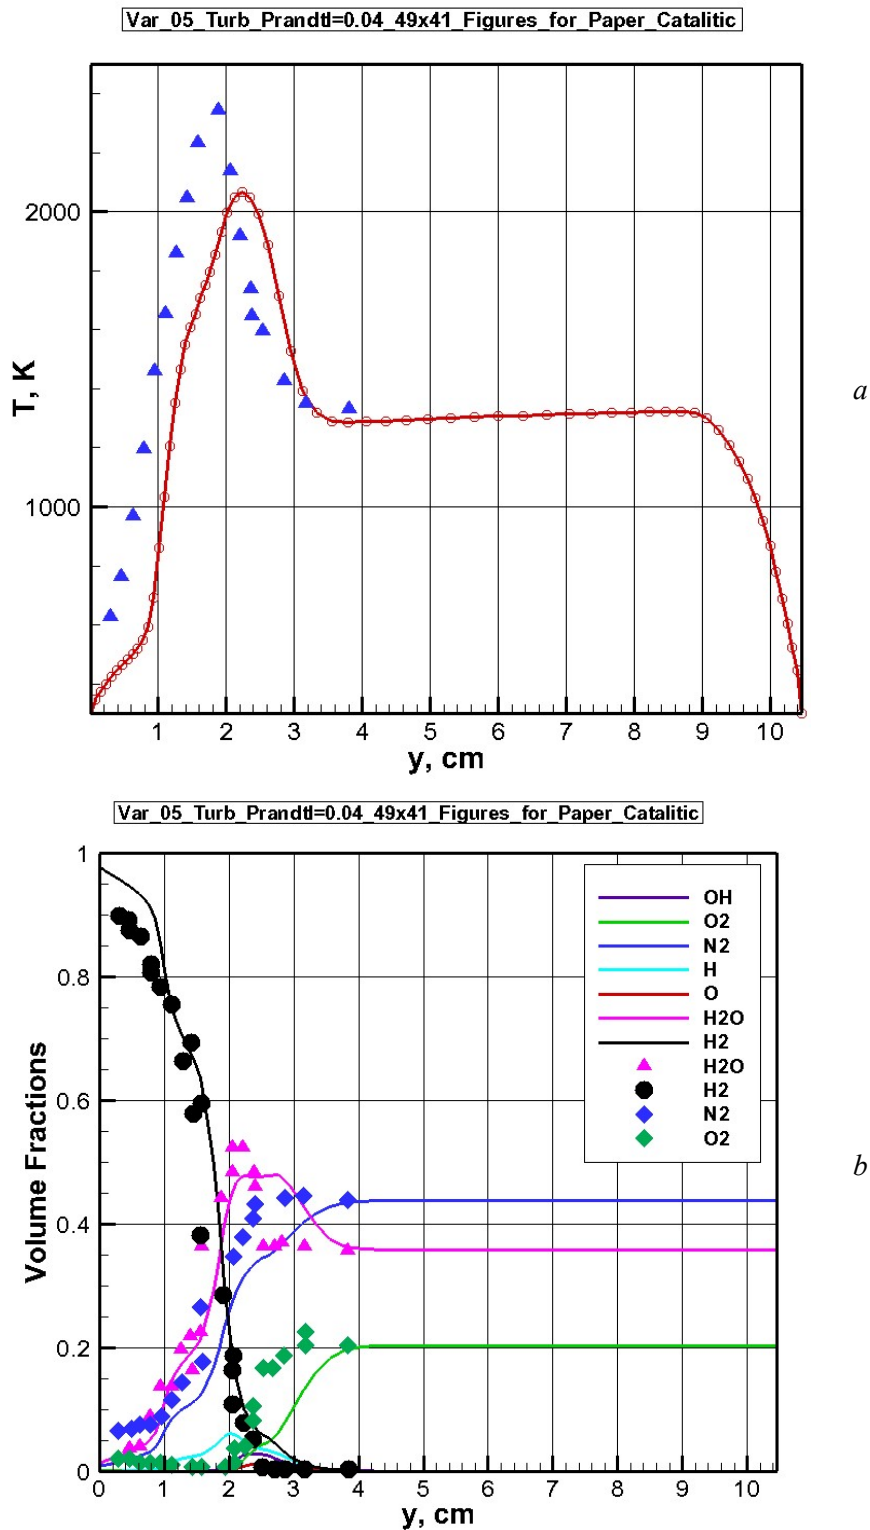 Var_05_Turb_Prandtl=0.04_49x41_Figures_for_Paper_Catalitic
2000
1000
T, K
1 2 3 4 5 6 7 8 9 10
y, cm
a
Var_05_Turb_Prandtl=0.04_49x41_Figures_for_Paper_Catalitic
1
0.8
0.6
0.4
0.2
0
Volume Fractions
OH
O2
N2
H
O
H2O
H2
H2O
H2
N2
O2
0 1 2 3 4 5 6 7 8 9 10
y, cm
b